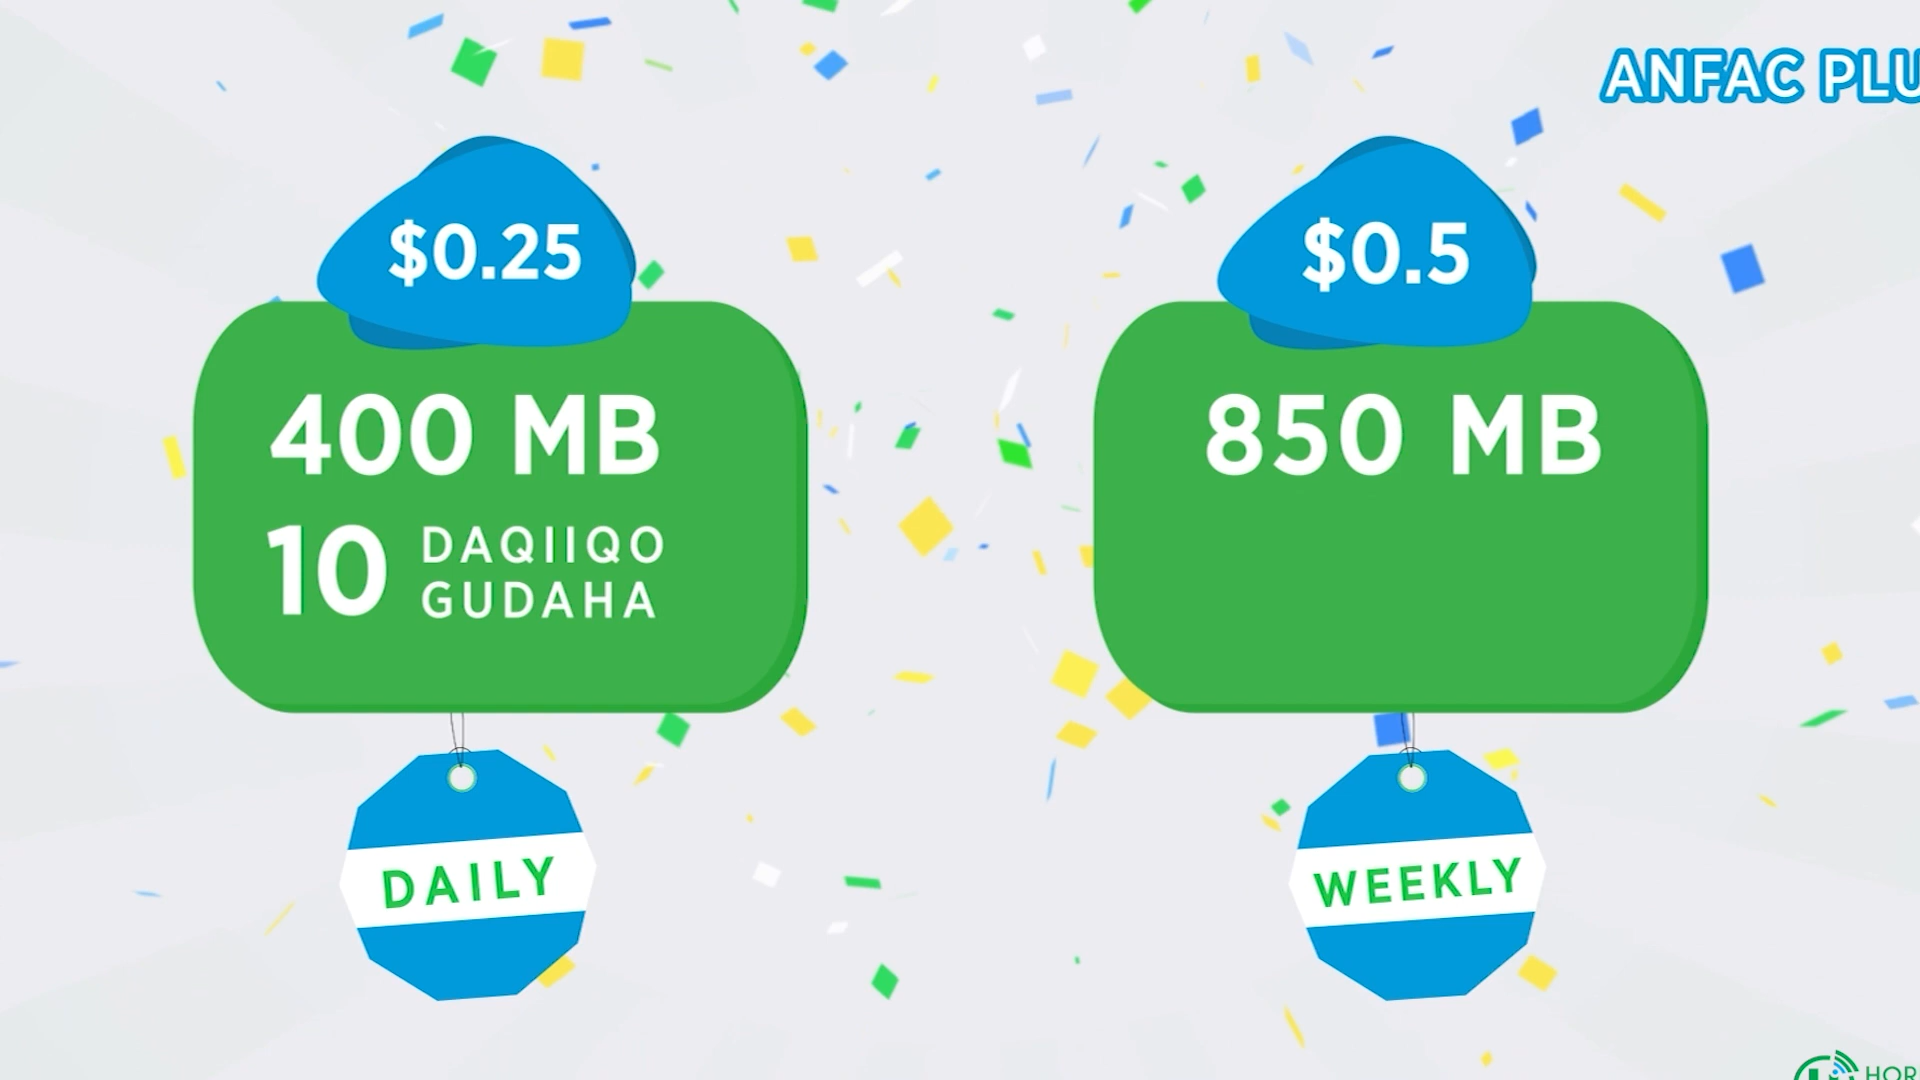 ANFAC PLU
$0.25
400 MB
10 DAQIIQO
GUDAHA
DAILY
$0.5
850 MB
WEEKLY
HOR